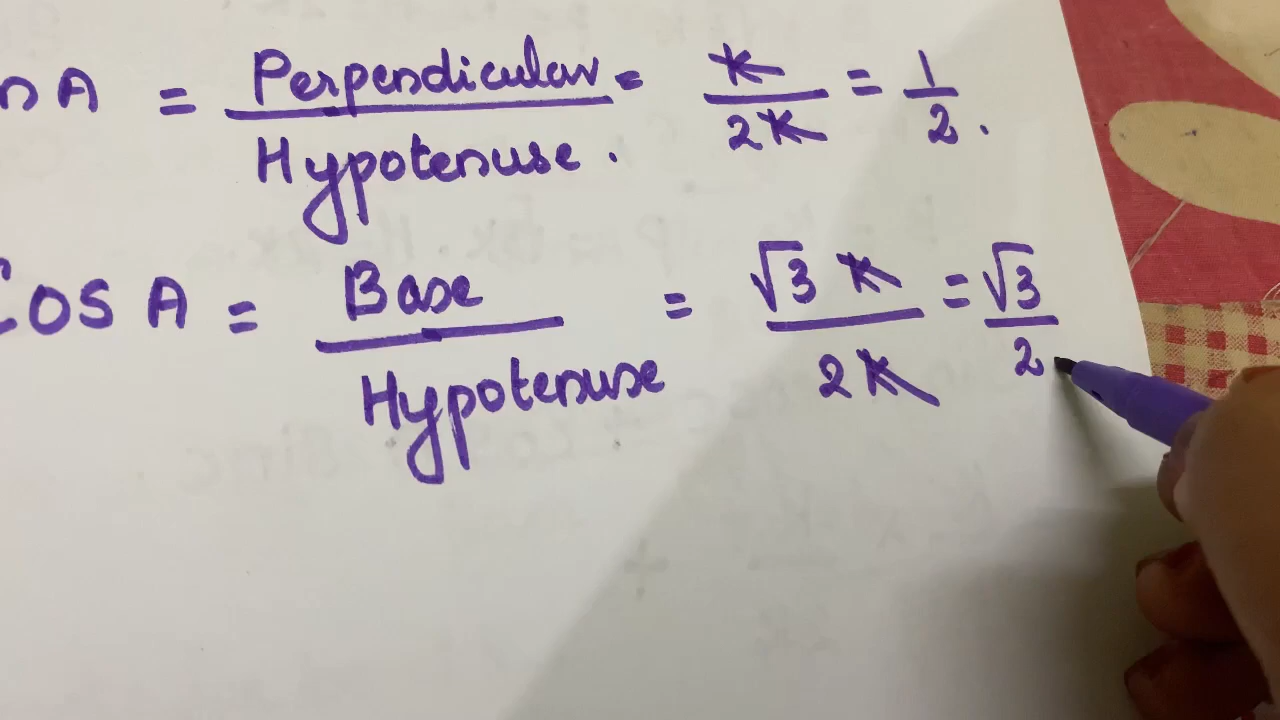 n A = Perpendicular / Hypotenuse . = k / 2k = 1 / 2 .
COS A = Base / Hypotenuse = √3 k / 2k = √3 / 2